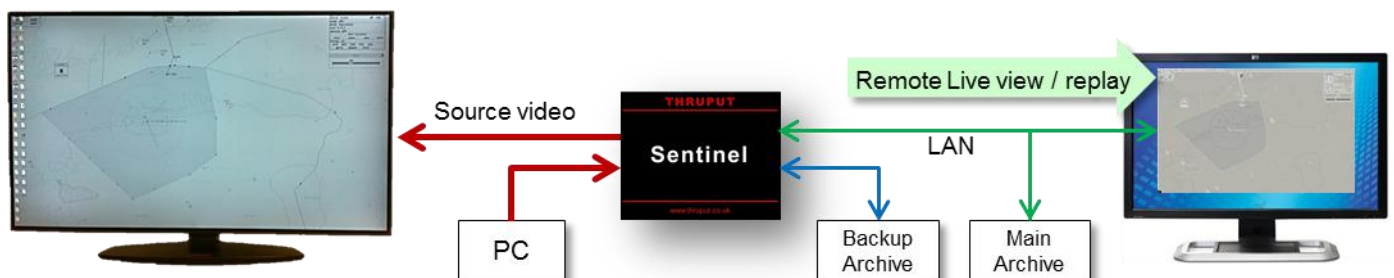 Source video
THRUPUT
Sentinel
www.thruput.co.uk
Remote Live view / replay
LAN
PC
Backup
Archive
Main
Archive